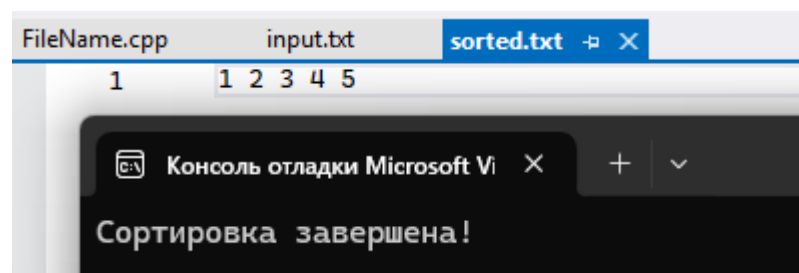 FileName.cpp input.txt sorted.txt
1 1 2 3 4 5
Консоль отладки Microsoft Vi
Сортировка завершена!